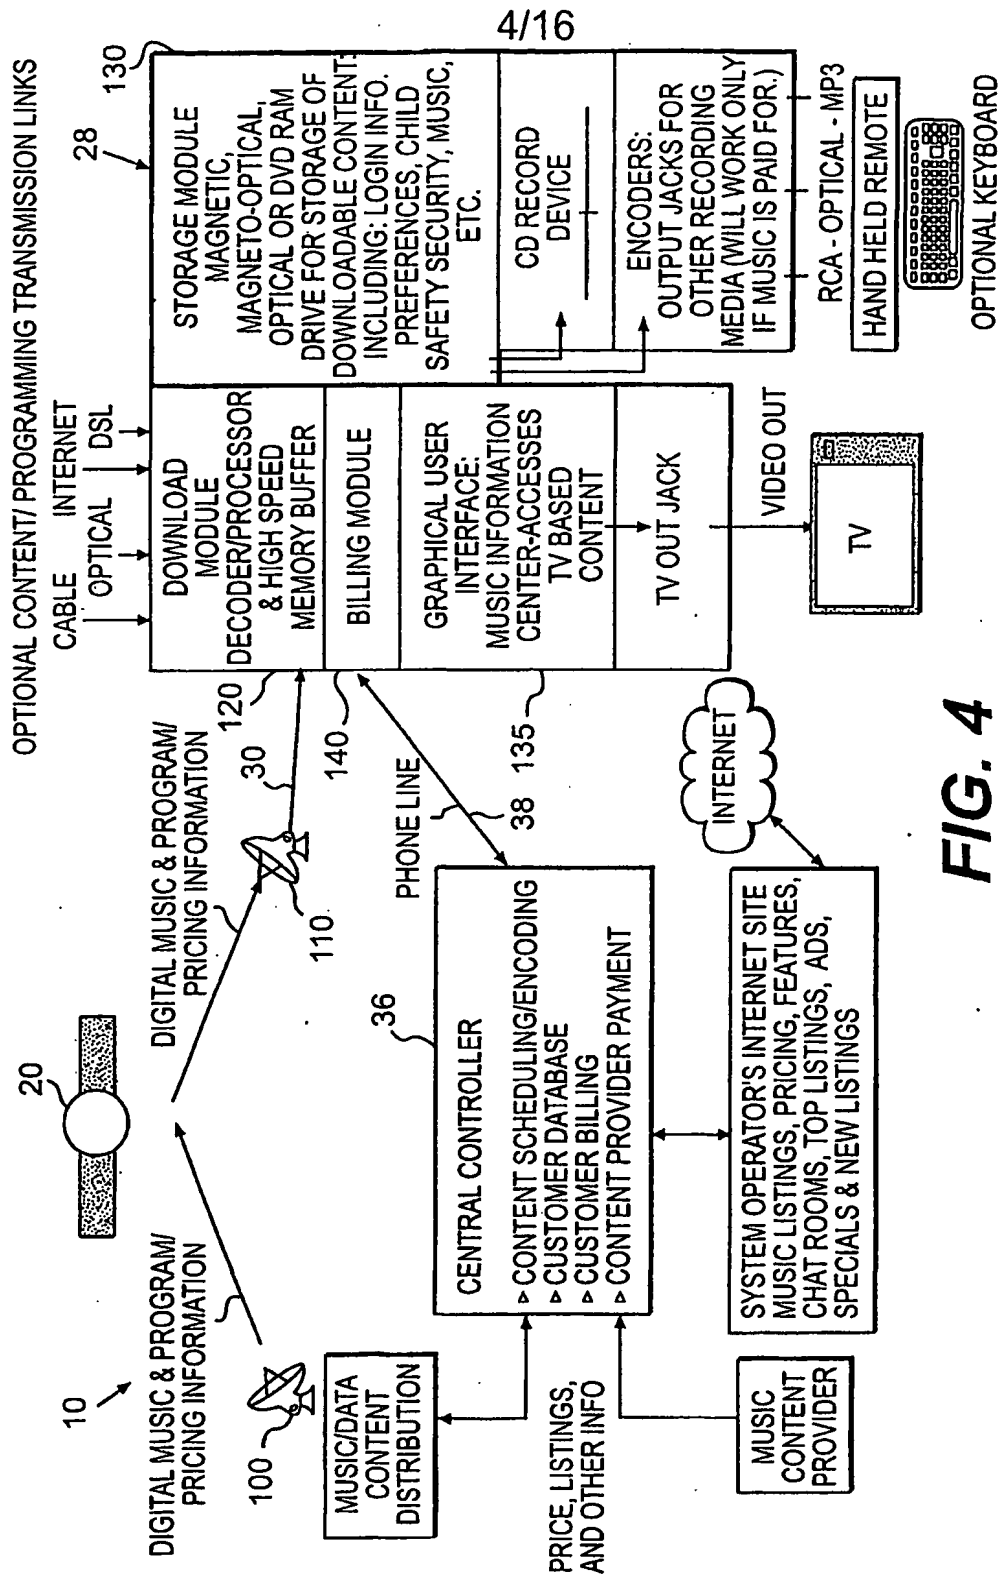 4/16
OPTIONAL CONTENT/ PROGRAMMING TRANSMISSION LINKS
CABLE INTERNET
OPTICAL DSL
28
130
10
DIGITAL MUSIC & PROGRAM/
PRICING INFORMATION
20
DIGITAL MUSIC & PROGRAM/
PRICING INFORMATION
30
120
110
100
140
135
DOWNLOAD
MODULE
DECODER/PROCESSOR
& HIGH SPEED
MEMORY BUFFER
BILLING MODULE
GRAPHICAL USER
INTERFACE:
MUSIC INFORMATION
CENTER-ACCESSES
TV BASED
CONTENT
TV OUT JACK
VIDEO OUT
TV
STORAGE MODULE
MAGNETIC,
MAGNETO-OPTICAL,
OPTICAL OR DVD RAM
DRIVE FOR STORAGE OF
DOWNLOADABLE CONTENT:
INCLUDING: LOGIN INFO.
PREFERENCES, CHILD
SAFETY SECURITY, MUSIC,
ETC.
CD RECORD
DEVICE
ENCODERS:
OUTPUT JACKS FOR
OTHER RECORDING
MEDIA (WILL WORK ONLY
IF MUSIC IS PAID FOR.)
RCA - OPTICAL - MP3
HAND HELD REMOTE
OPTIONAL KEYBOARD
MUSIC/DATA
CONTENT
DISTRIBUTION
36
CENTRAL CONTROLLER
▹ CONTENT SCHEDULING/ENCODING
▹ CUSTOMER DATABASE
▹ CUSTOMER BILLING
▹ CONTENT PROVIDER PAYMENT
PHONE LINE
38
PRICE, LISTINGS,
AND OTHER INFO
MUSIC
CONTENT
PROVIDER
SYSTEM OPERATOR'S INTERNET SITE
MUSIC LISTINGS, PRICING, FEATURES,
CHAT ROOMS, TOP LISTINGS, ADS,
SPECIALS & NEW LISTINGS
INTERNET
FIG. 4